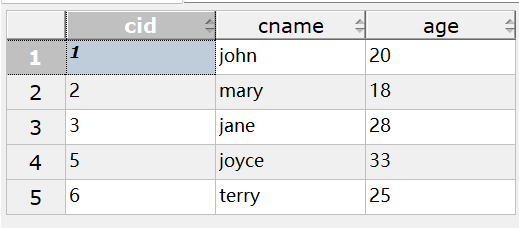 cid cname age
1 1 john 20
2 2 mary 18
3 3 jane 28
4 5 joyce 33
5 6 terry 25